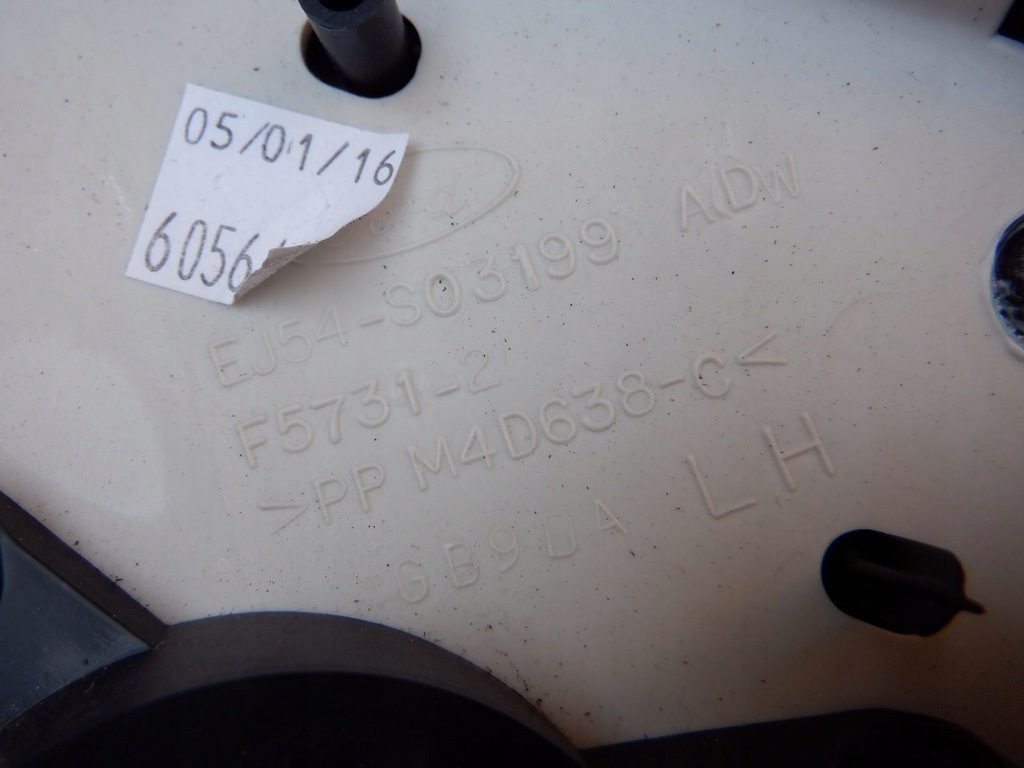 05/01/16
6056
EJ54-S03199 ADW
F5731-2
>PP M4D638-C<
GB9DA LH